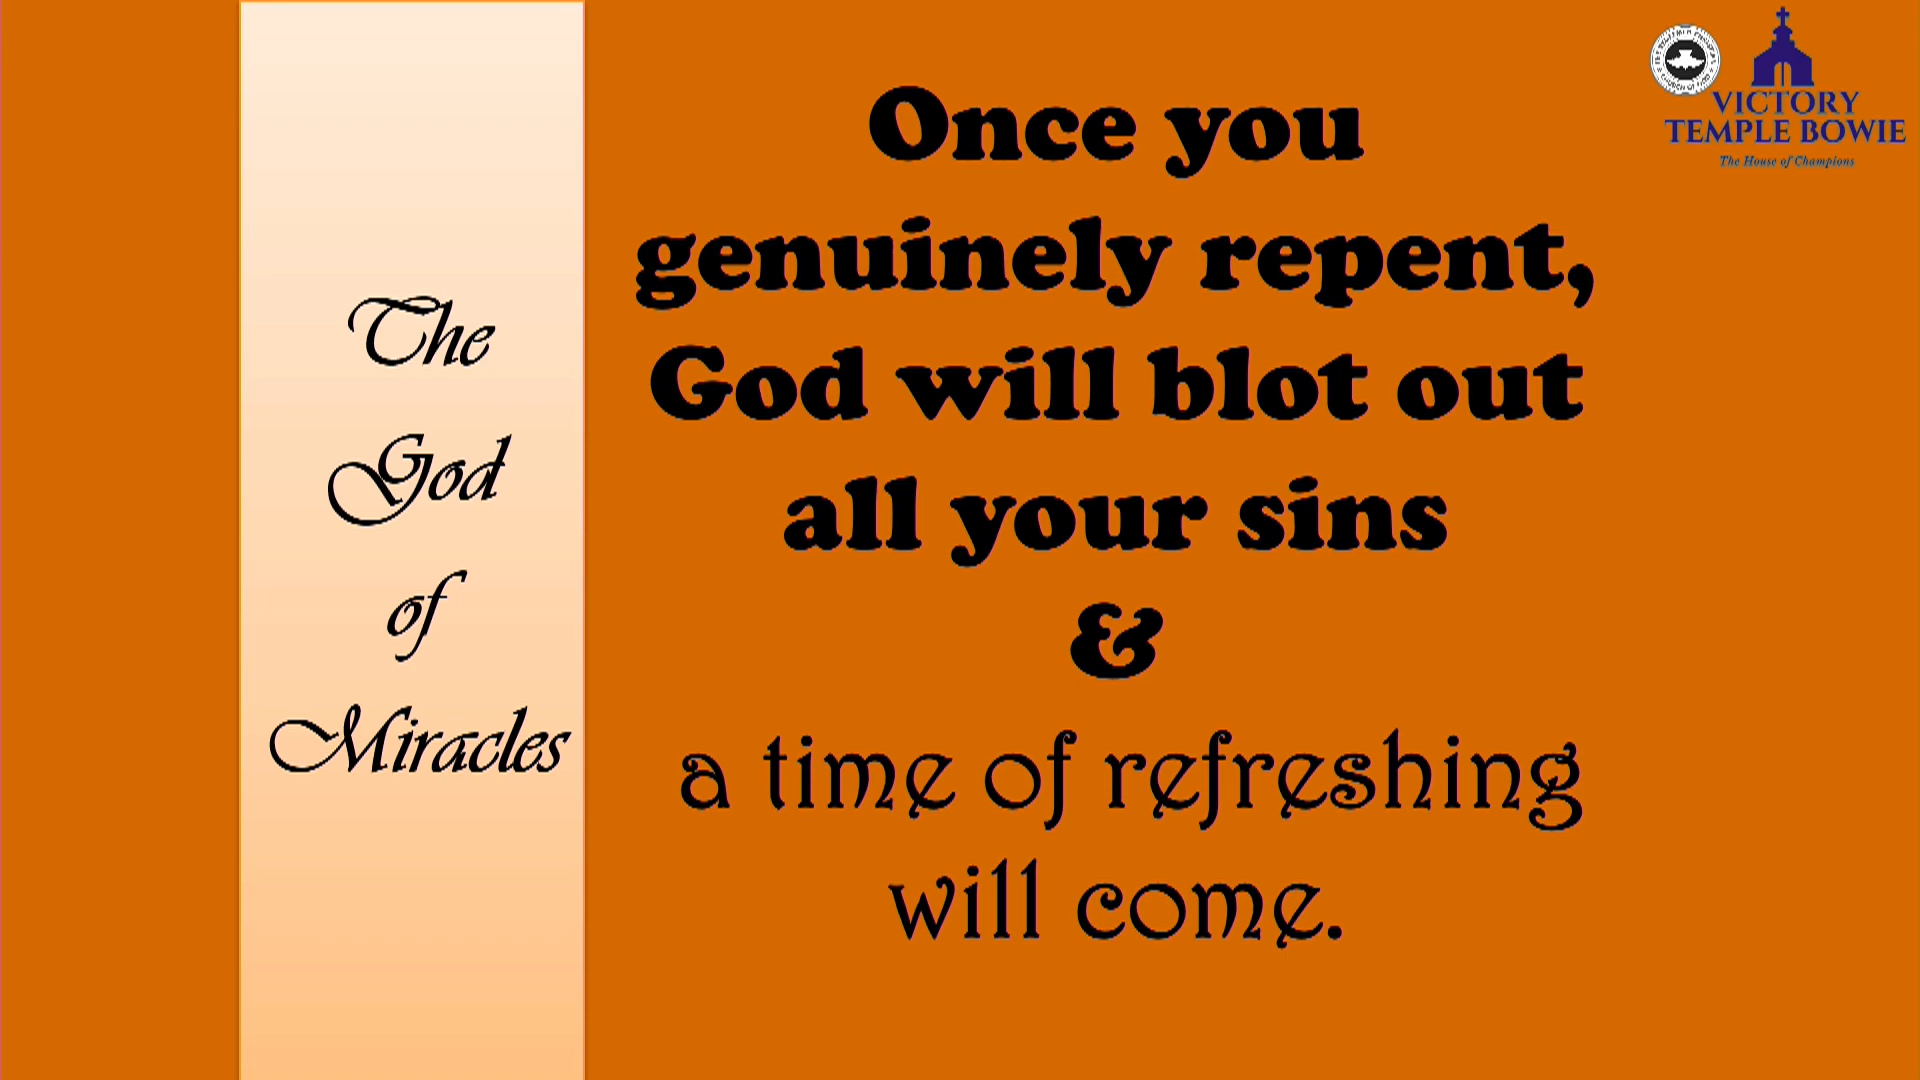 The
God
of
Miracles
Once you
genuinely repent,
God will blot out
all your sins
&
a time of refreshing
will come.
VICTORY
TEMPLE BOWIE
The House of Champions